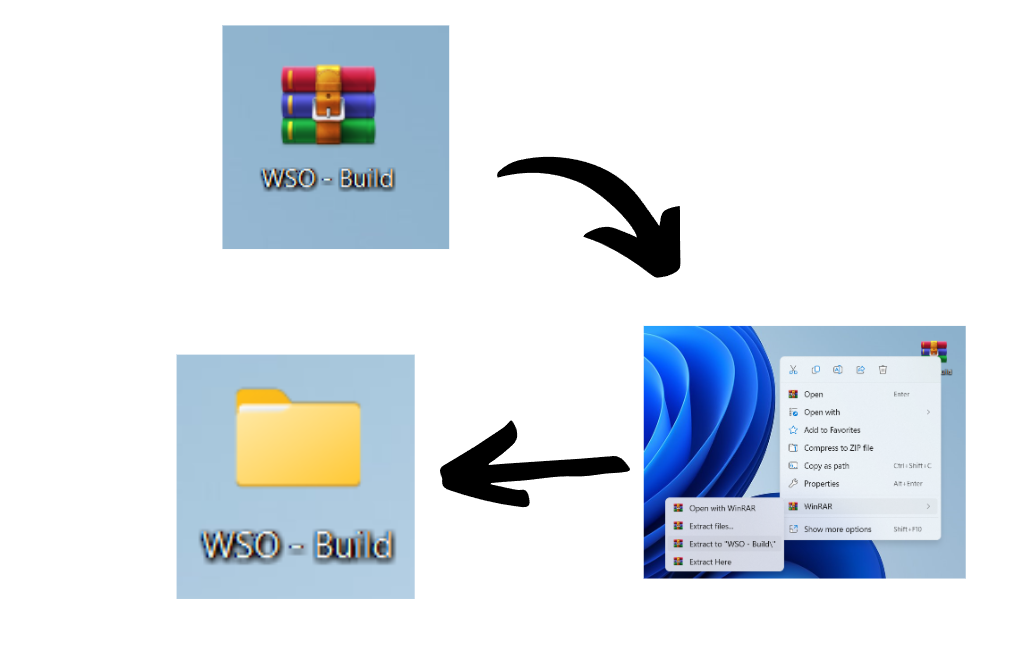 WSO - Build
Open Enter
Open with
Add to Favorites
Compress to ZIP file
Copy as path Ctrl+Shift+C
Properties Alt+Enter
WinRAR
Show more options Shift+F10
Open with WinRAR
Extract files...
Extract to "WSO - Build\"
Extract Here
WSO - Build